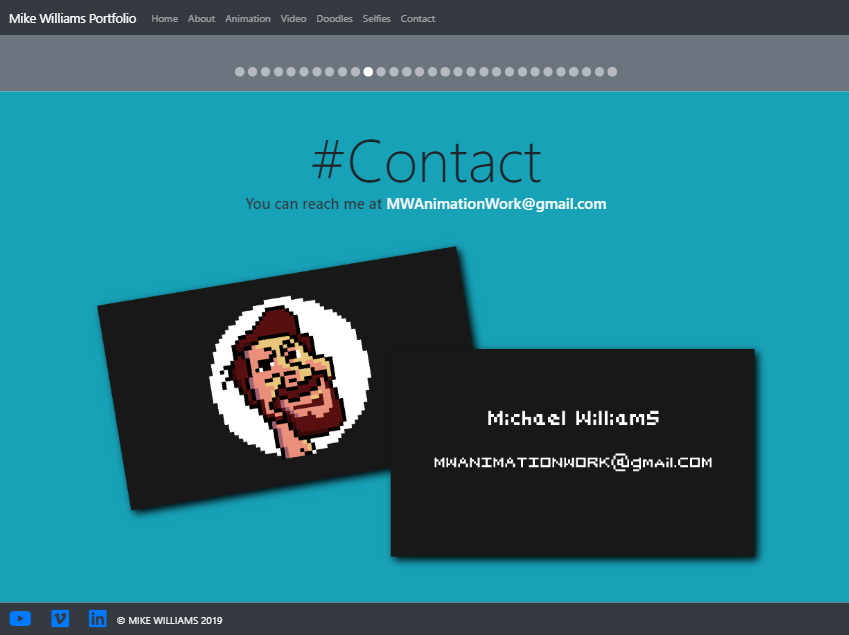 Mike Williams Portfolio Home About Animation Video Doodles Selfies Contact
#Contact
You can reach me at MWAnimationWork@gmail.com
Michael WilliamS
MWANIMATIONWORK@gmail.COM
© MIKE WILLIAMS 2019